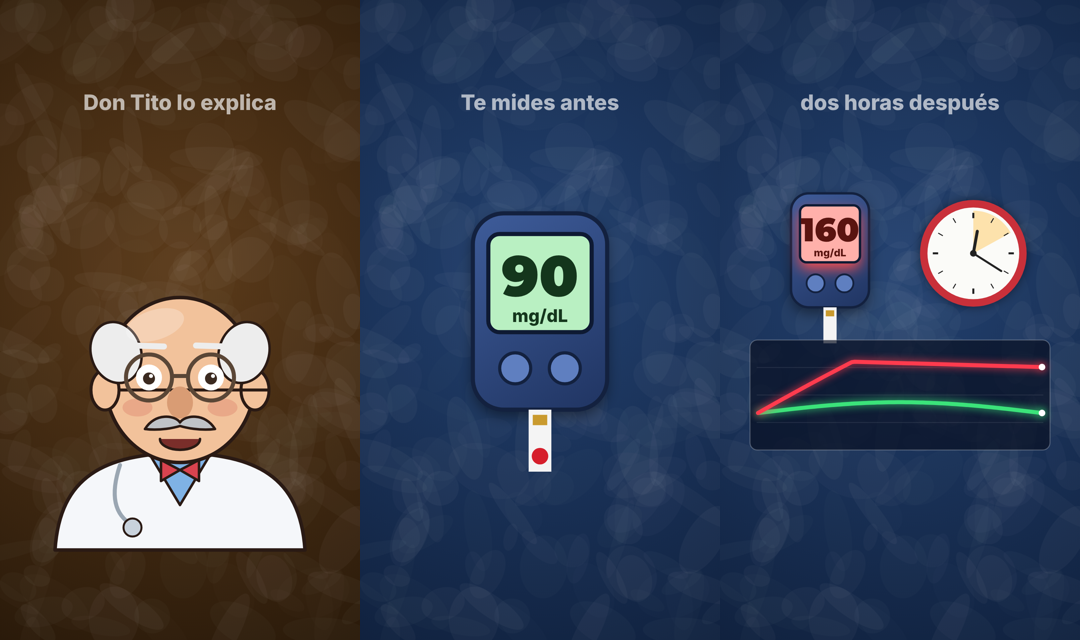 Don Tito lo explica
Te mides antes
90
mg/dL
dos horas después
160
mg/dL